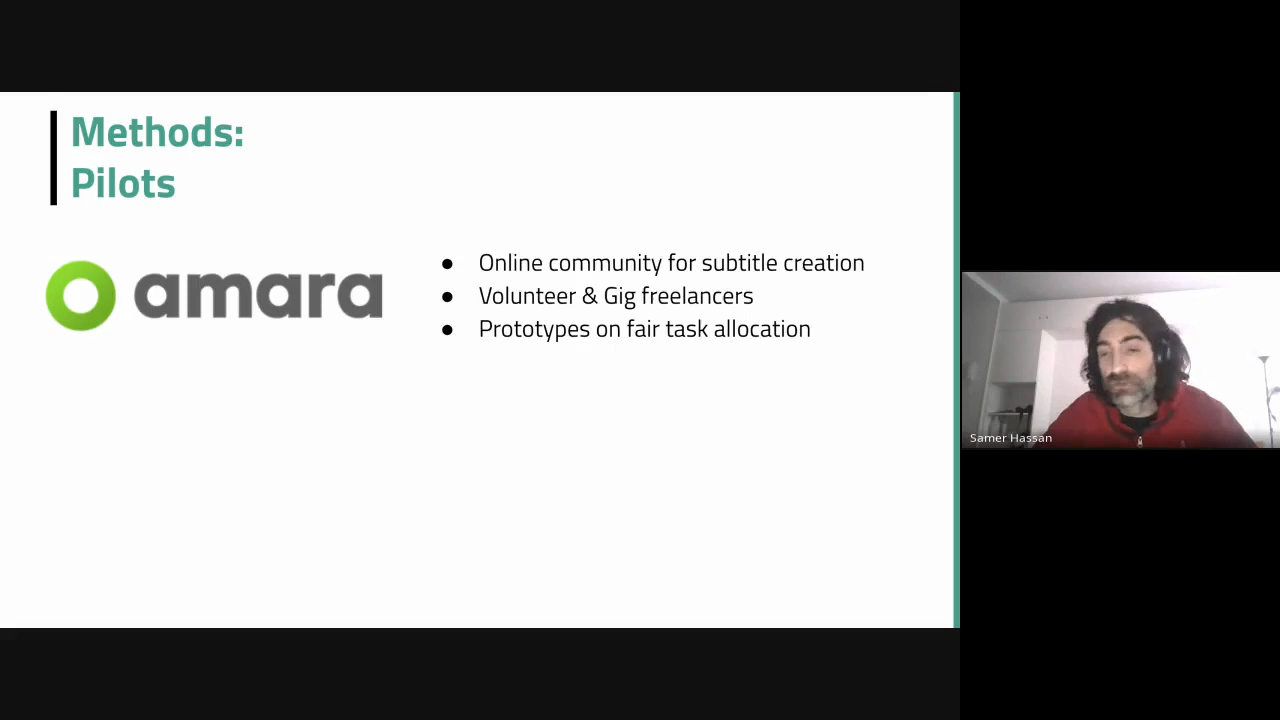 Methods:
Pilots
amara
● Online community for subtitle creation
● Volunteer & Gig freelancers
● Prototypes on fair task allocation
Samer Hassan